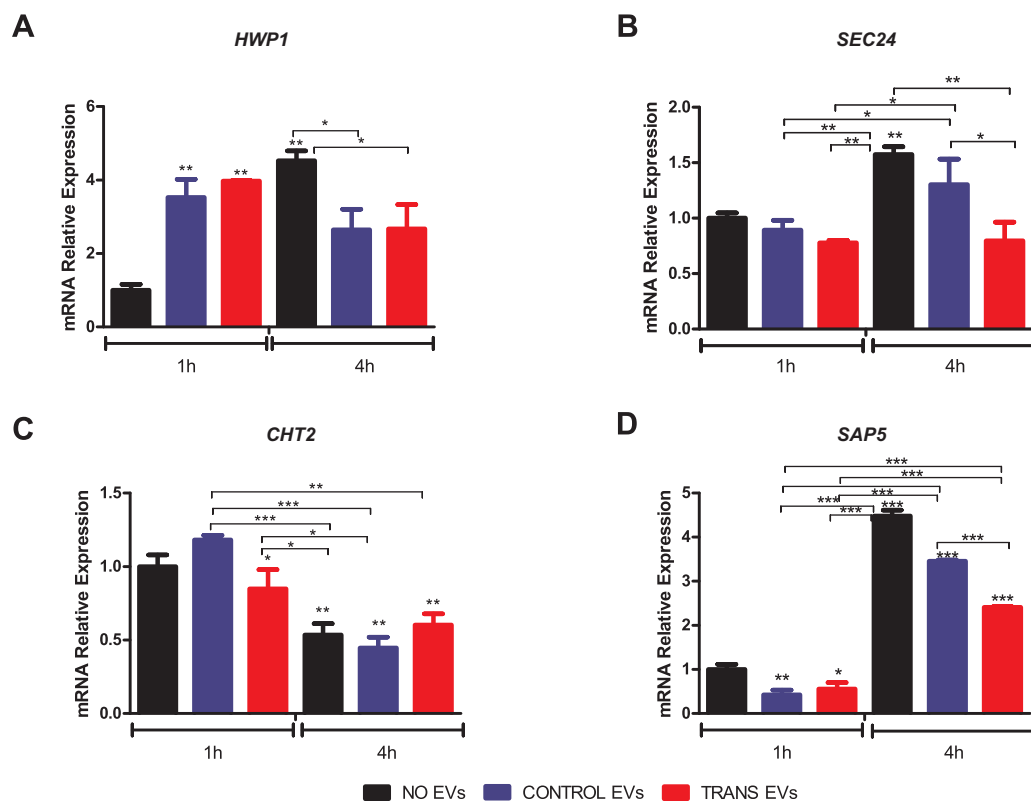 A
HWP1
mRNA Relative Expression
6
4
2
0
**
**
**
*
*
1h
4h
B
SEC24
mRNA Relative Expression
2.0
1.5
1.0
0.5
0.0
**
*
*
**
**
**
*
1h
4h
C
CHT2
mRNA Relative Expression
1.5
1.0
0.5
0.0
**
***
***
*
*
*
**
**
**
1h
4h
D
SAP5
mRNA Relative Expression
5
4
3
2
1
0
***
***
***
***
***
***
***
***
***
**
*
1h
4h
NO EVs CONTROL EVs TRANS EVs